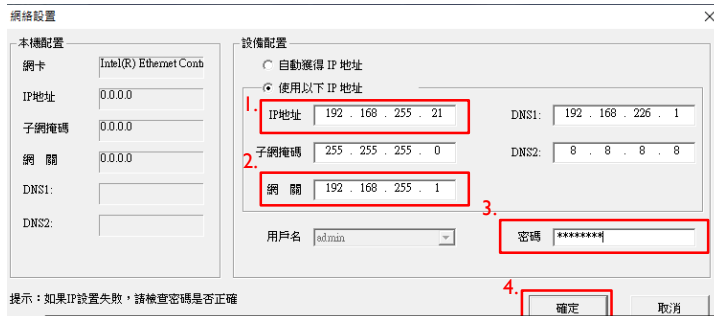 網絡設置
本機配置
網卡 Intel(R) Ethernet Cont
IP地址 0.0.0.0
子網掩碼 0.0.0.0
網 關 0.0.0.0
DNS1:
DNS2:
設備配置
自動獲得 IP 地址
使用以下 IP 地址
1.
IP地址 192 . 168 . 255 . 21 DNS1: 192 . 168 . 226 . 1
子網掩碼 255 . 255 . 255 . 0 DNS2: 8 . 8 . 8 . 8
2.
網 關 192 . 168 . 255 . 1
3.
用戶名 admin 密碼 ********
4.
提示：如果IP設置失敗，請檢查密碼是否正確
確定 取消